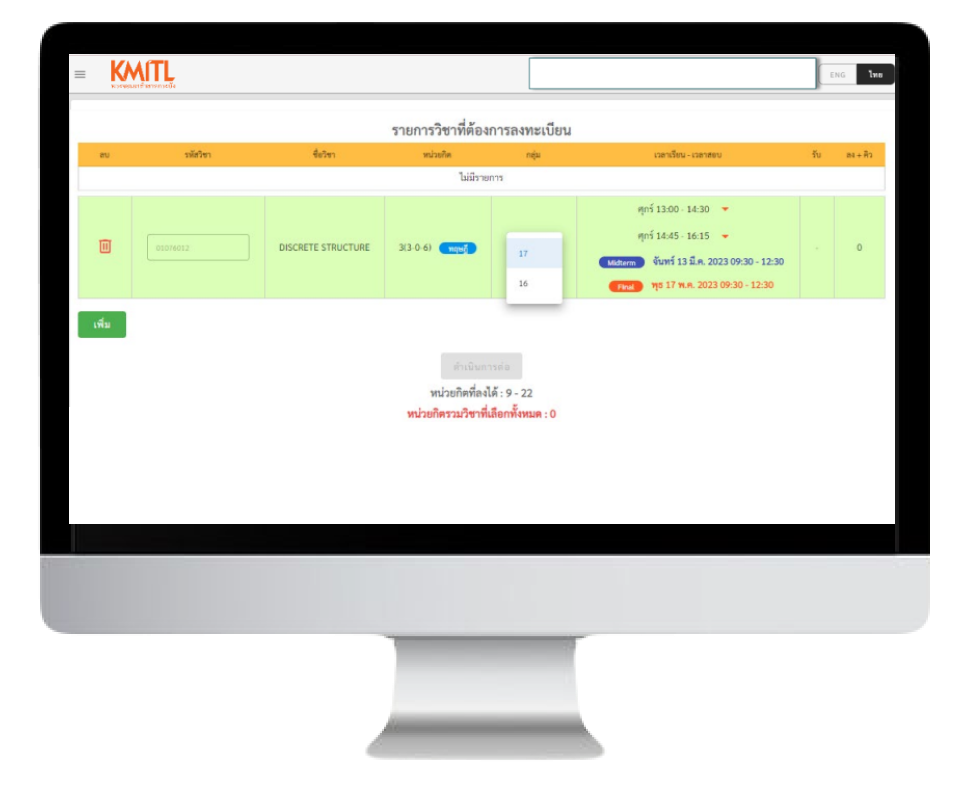 KMITL
ENG ไทย
รายการวิชาที่ต้องการลงทะเบียน
ลบ รหัสวิชา ชื่อวิชา หน่วยกิต กลุ่ม เวลาเรียน - เวลาสอบ รับ ลง + คิว
ไม่มีรายการ
ศุกร์ 13:00 - 14:30
ศุกร์ 14:45 - 16:15
01076012 DISCRETE STRUCTURE 3(3-0-6) ทฤษฎี 17 - 0
Midterm จันทร์ 13 มี.ค. 2023 09:30 - 12:30
16
Final พุธ 17 พ.ค. 2023 09:30 - 12:30
เพิ่ม
ดำเนินการต่อ
หน่วยกิตที่ลงได้ : 9 - 22
หน่วยกิตรวมวิชาที่เลือกทั้งหมด : 0